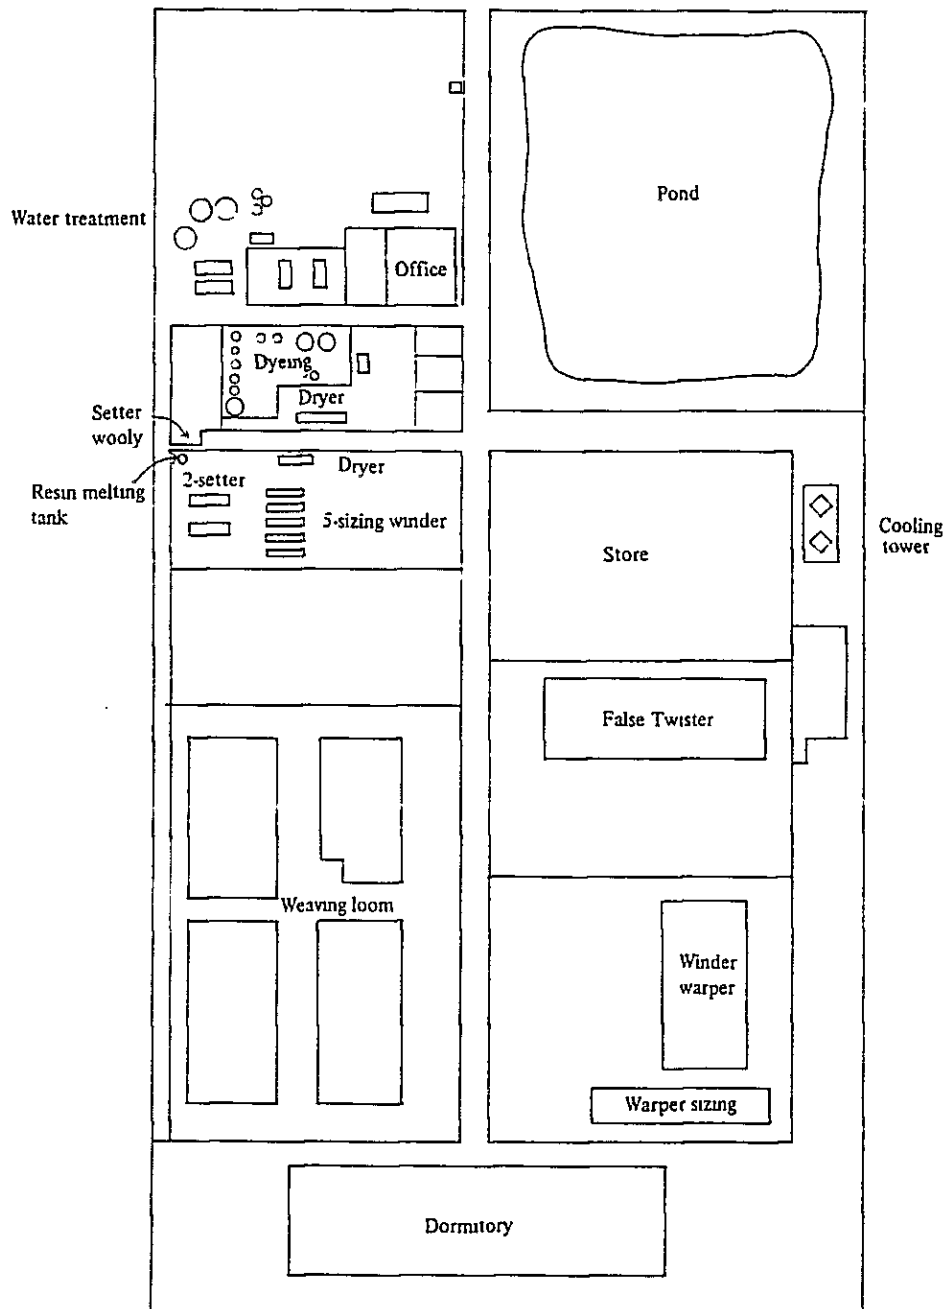 Pond
Water treatment
Office
Dyeing
Dryer
Setter
wooly
Resin melting
tank
2-setter
Dryer
5-sizing winder
Store
Cooling
tower
False Twister
Weaving loom
Winder
warper
Warper sizing
Dormitory